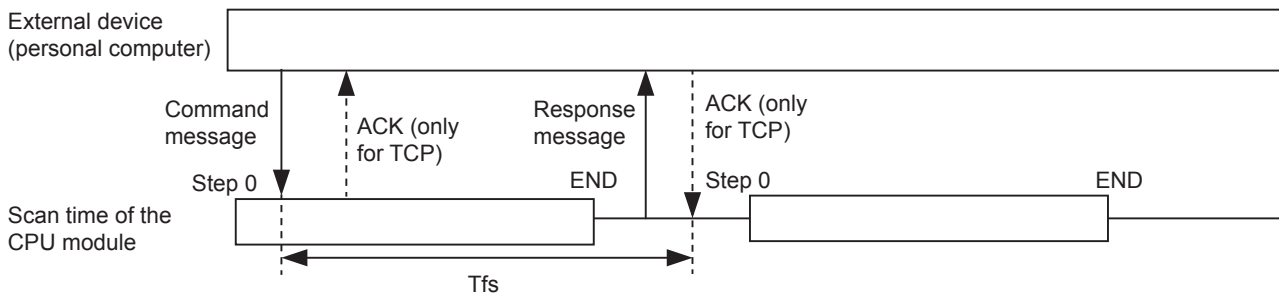 External device
(personal computer)
Command
message
ACK (only
for TCP)
Response
message
ACK (only
for TCP)
Step 0
END
Step 0
END
Scan time of the
CPU module
Tfs